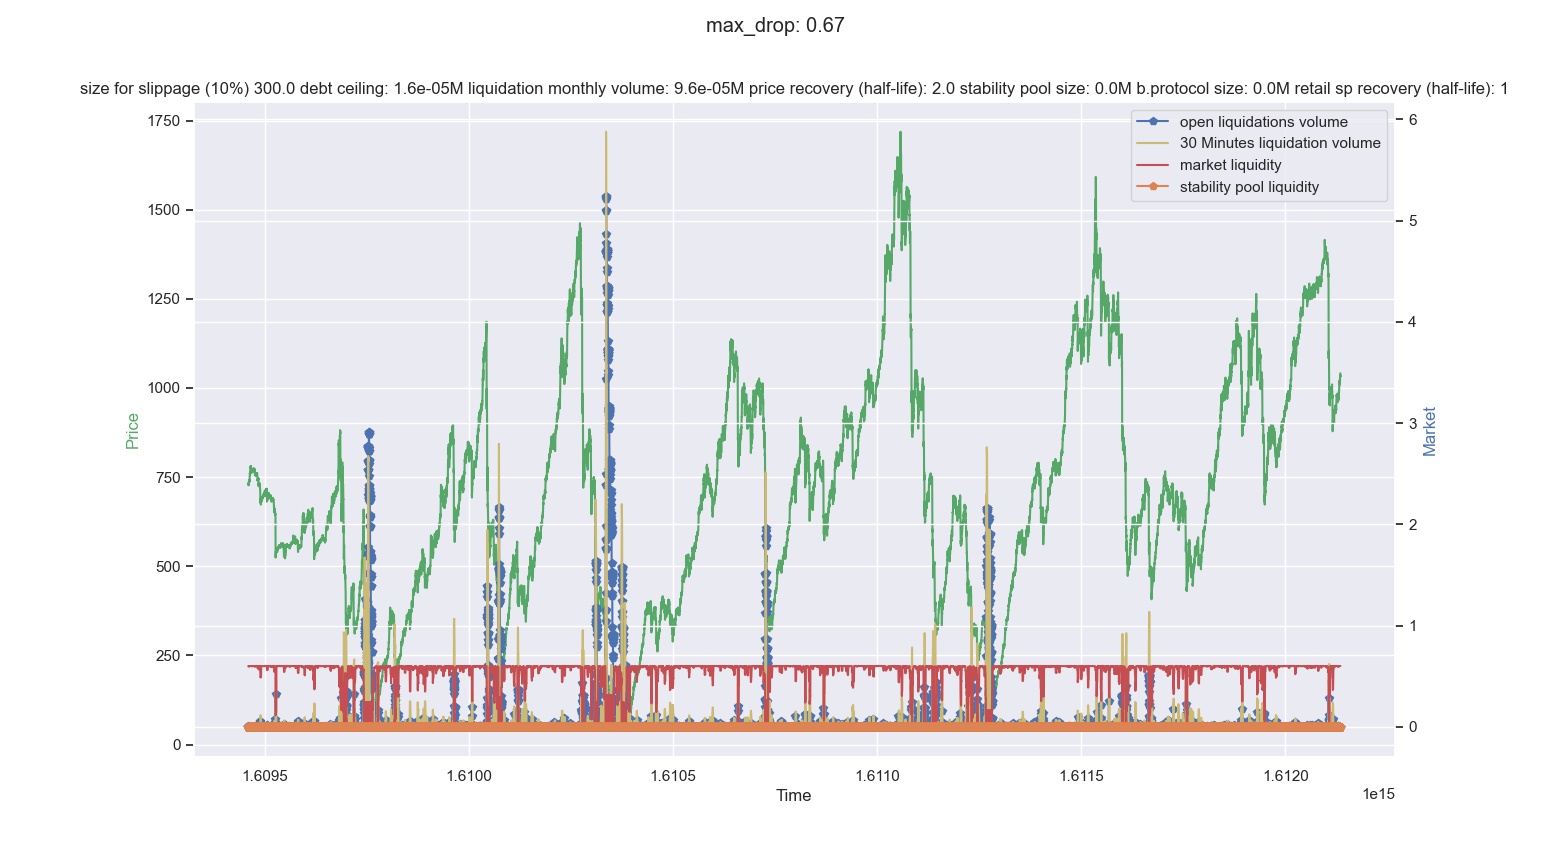 max_drop: 0.67
size for slippage (10%) 300.0 debt ceiling: 1.6e-05M liquidation monthly volume: 9.6e-05M price recovery (half-life): 2.0 stability pool size: 0.0M b.protocol size: 0.0M retail sp recovery (half-life): 1
open liquidations volume
30 Minutes liquidation volume
market liquidity
stability pool liquidity
Price
1750
1500
1250
1000
750
500
250
0
Market
6
5
4
3
2
1
0
1.6095 1.6100 1.6105 1.6110 1.6115 1.6120
Time
1e15